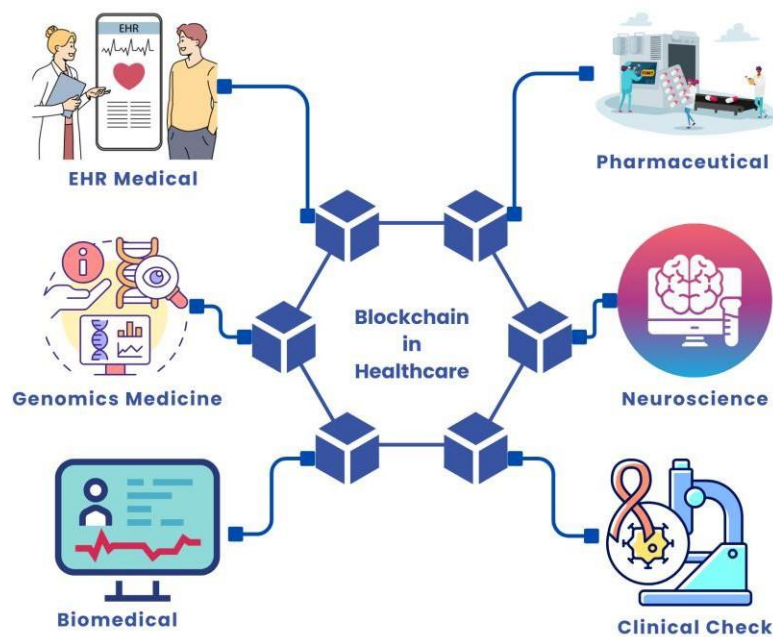 EHR
EHR Medical
Pharmaceutical
Blockchain
in
Healthcare
Genomics Medicine
Neuroscience
Biomedical
Clinical Check